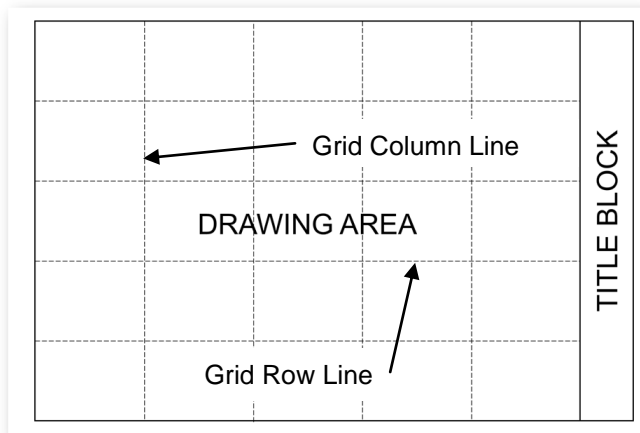 Grid Column Line
DRAWING AREA
Grid Row Line
TITLE BLOCK